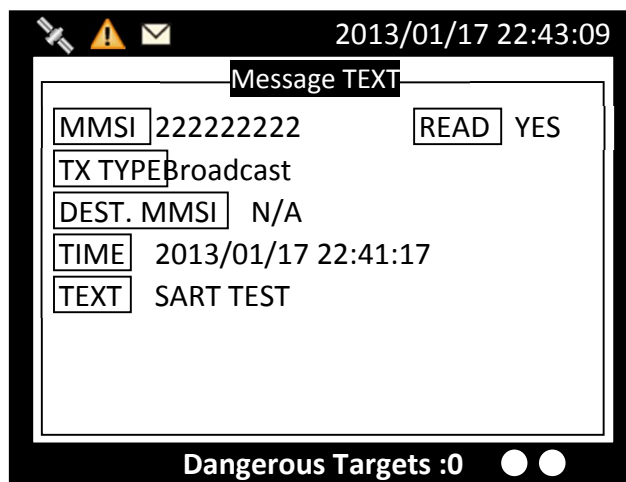 2013/01/17 22:43:09
Message TEXT
MMSI 222222222 READ YES
TX TYPE Broadcast
DEST. MMSI N/A
TIME 2013/01/17 22:41:17
TEXT SART TEST
Dangerous Targets :0